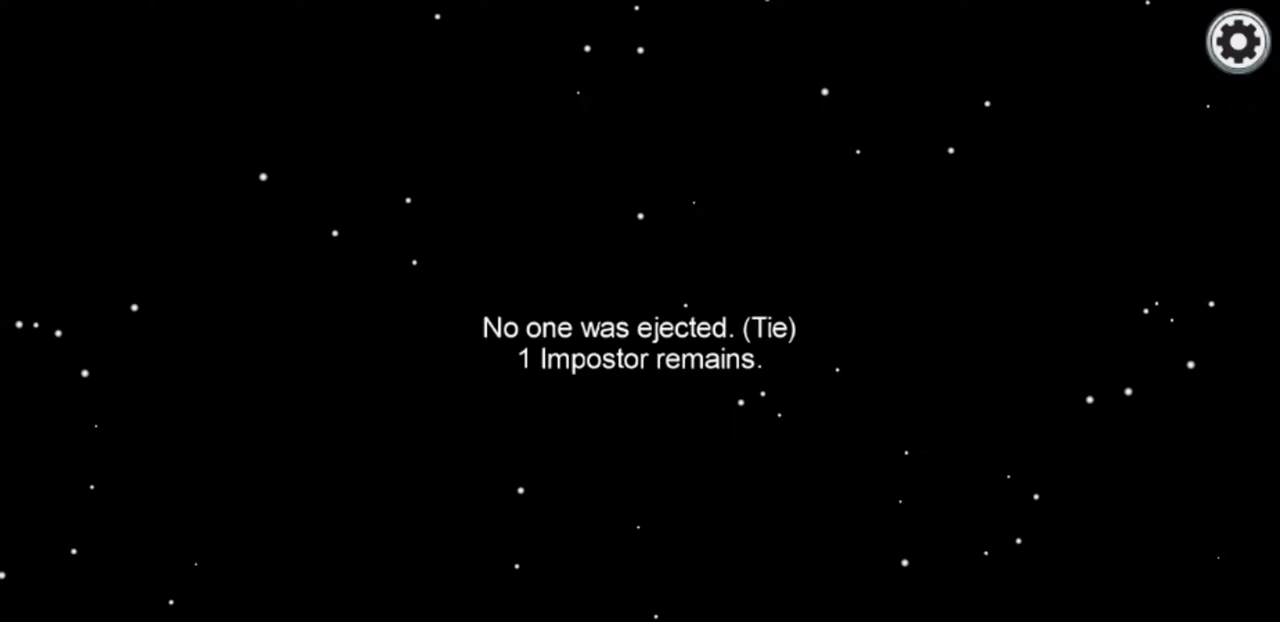 No one was ejected. (Tie)
1 Impostor remains.